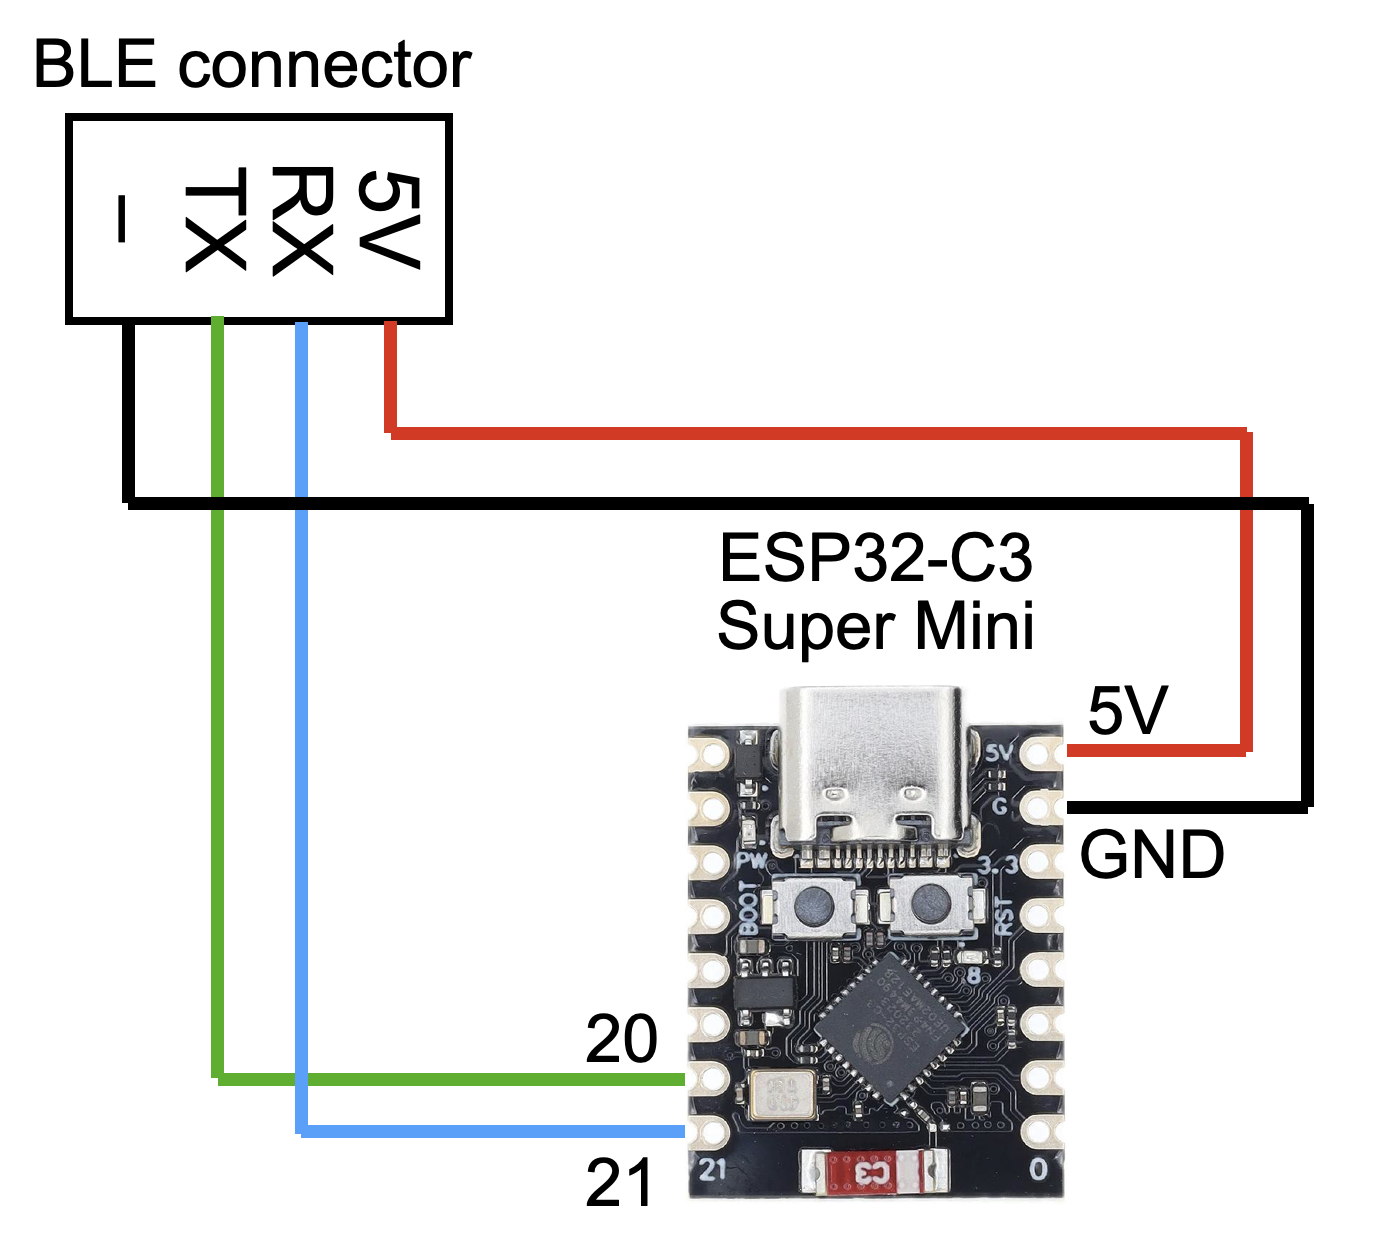 BLE connector
–
TX
RX
5V
ESP32-C3
Super Mini
5V
5V
G
GND
PW
3.3
BOOT
RST
8
20
21
21
C3
0